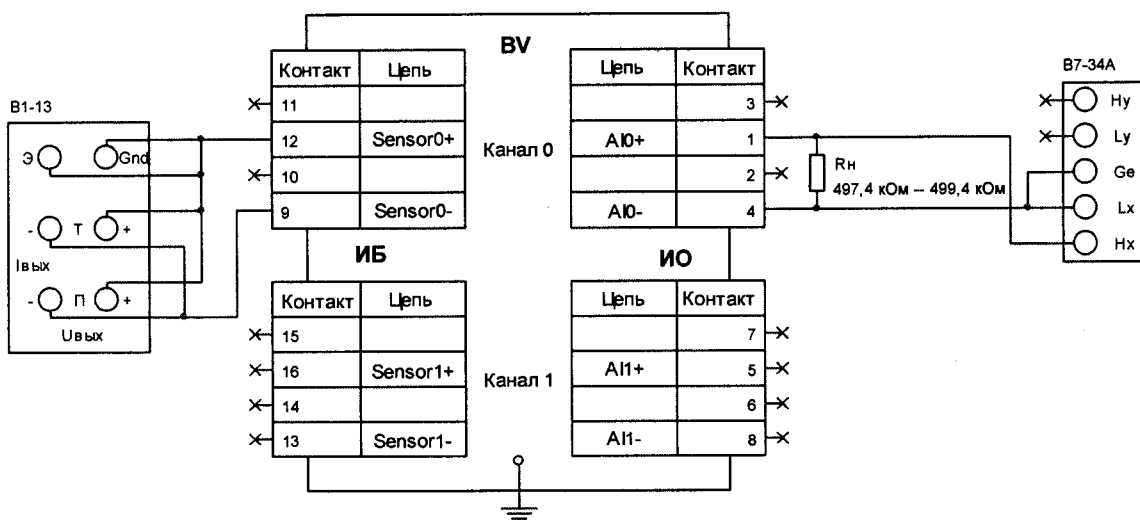 BV
B1-13
Э
Gnd
- T +
Iвых
- П +
Uвых
Контакт Цепь
11
12 Sensor0+
10
9 Sensor0-
Канал 0
Цепь Контакт
3
AI0+ 1
2
AI0- 4
Rн
497,4 кОм – 499,4 кОм
B7-34A
Hy
Ly
Ge
Lx
Hx
ИБ
ИО
Контакт Цепь
15
16 Sensor1+
14
13 Sensor1-
Канал 1
Цепь Контакт
7
AI1+ 5
6
AI1- 8